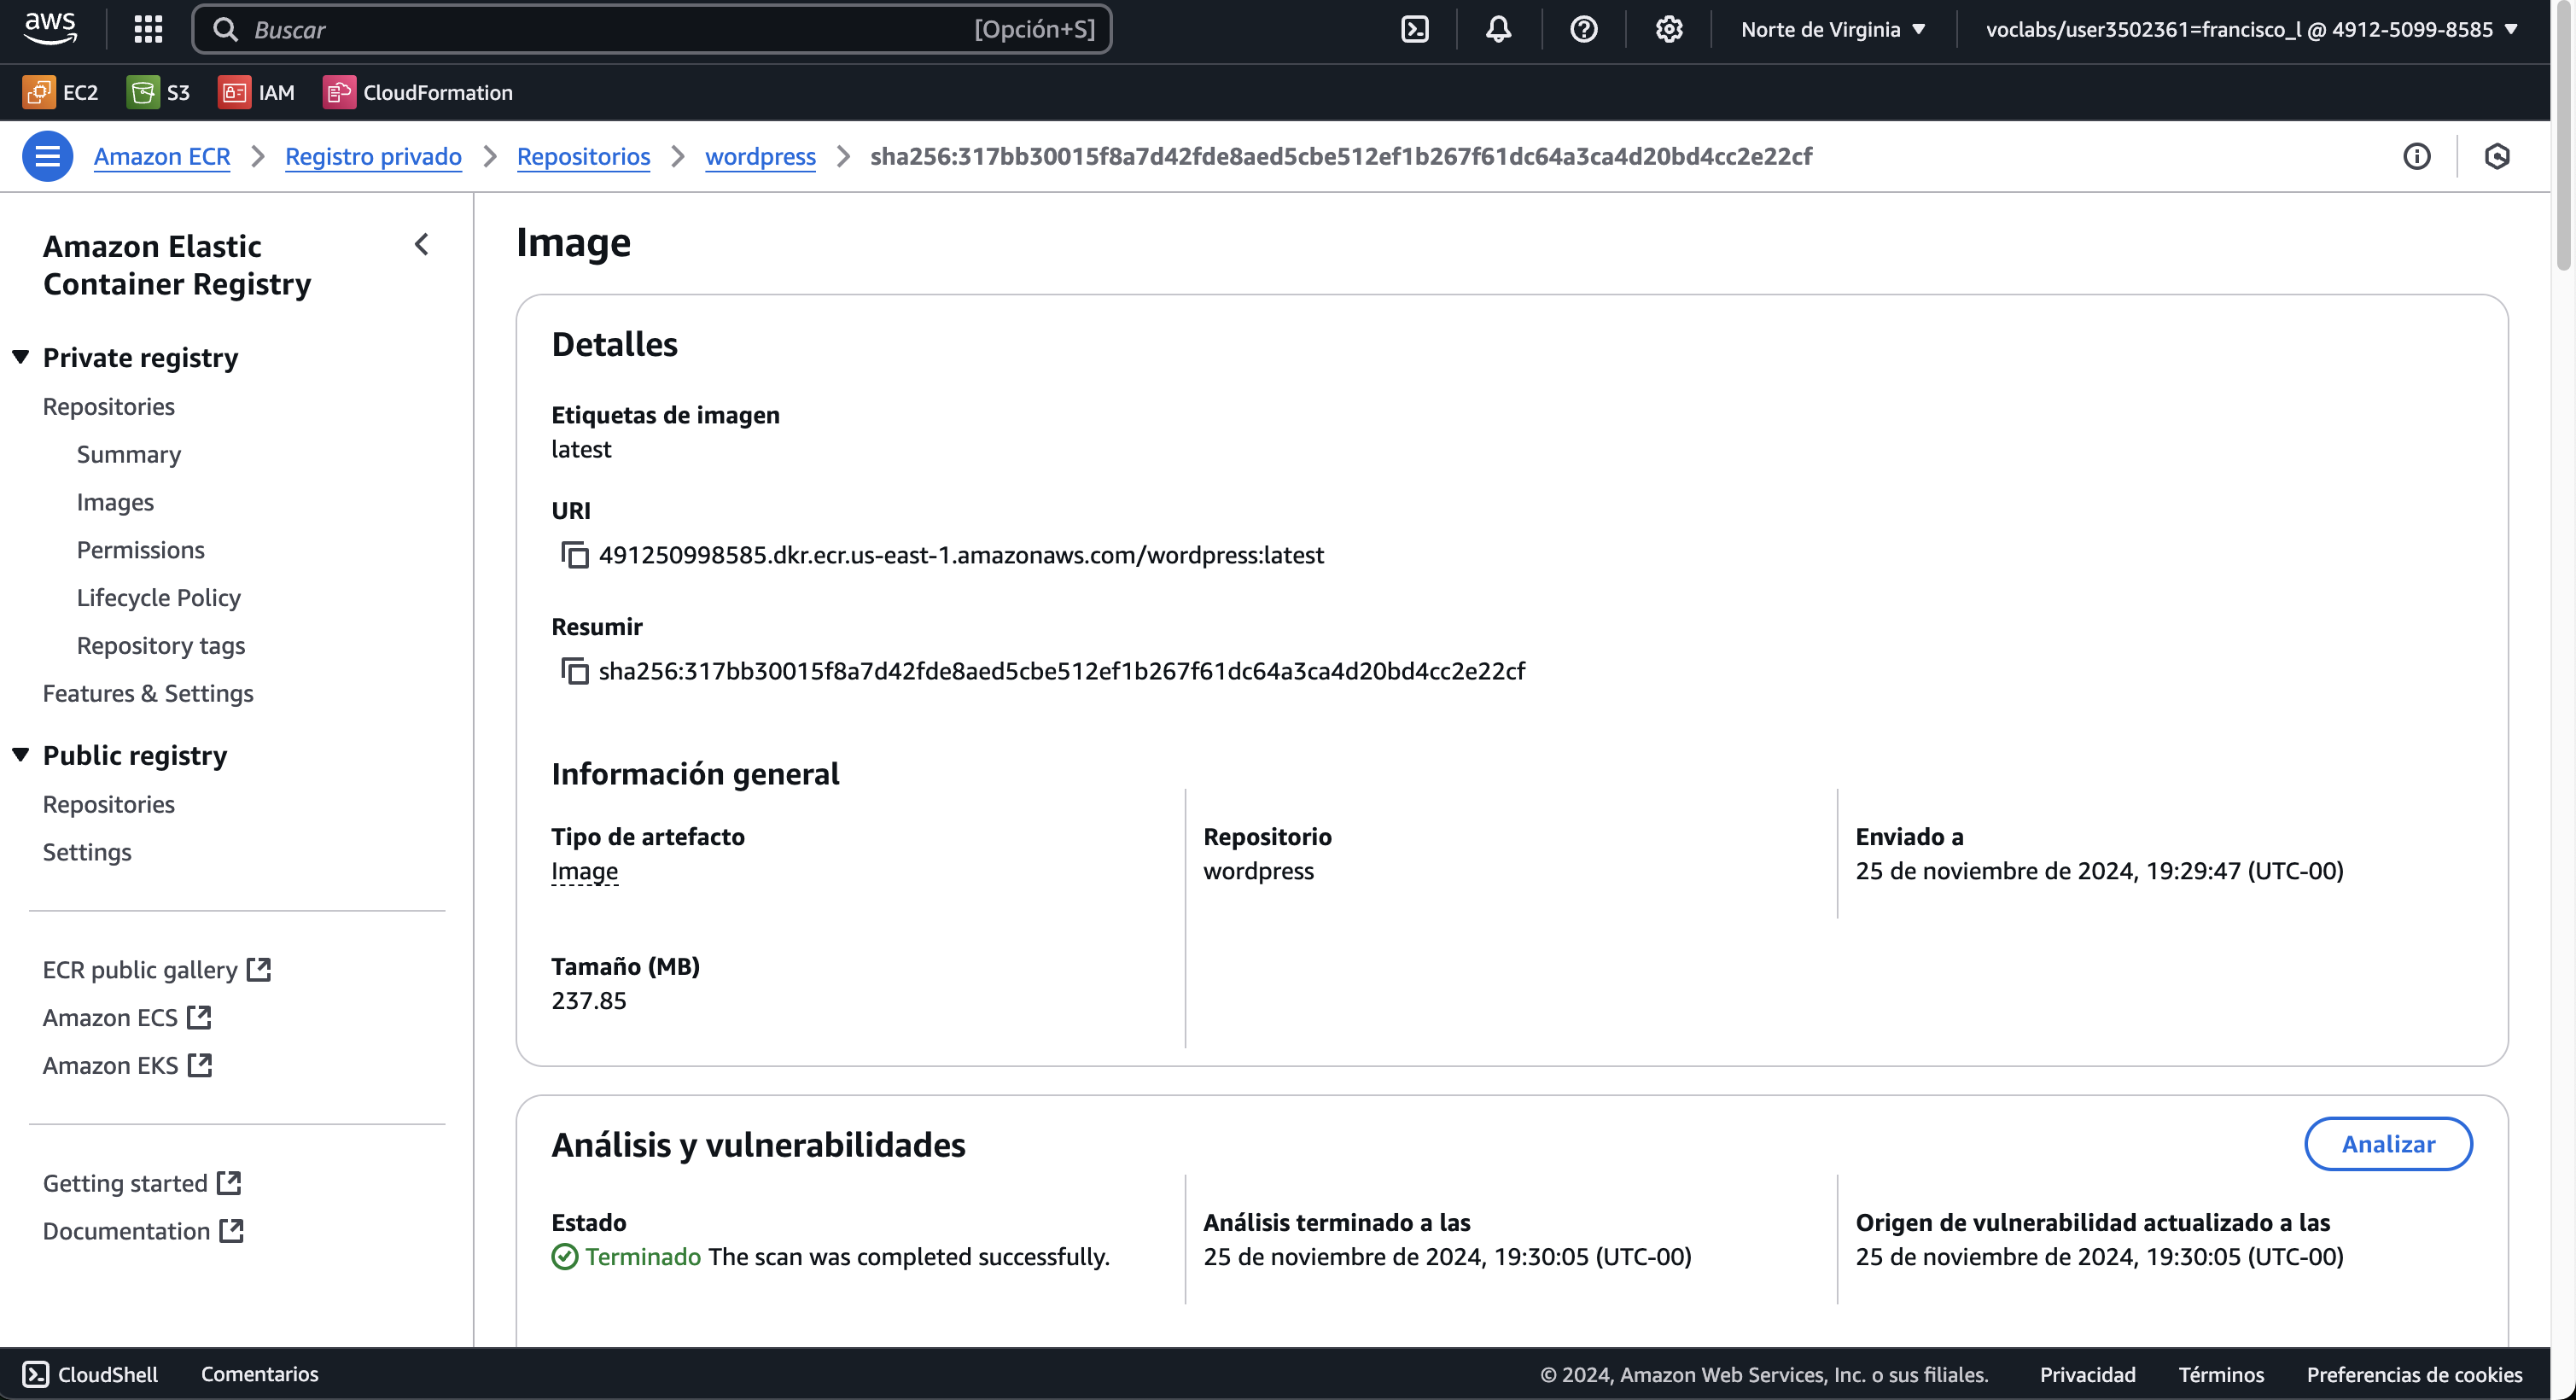 aws
Buscar [Opción+S]
Norte de Virginia
voclabs/user3502361=francisco_l @ 4912-5099-8585
EC2 S3 IAM CloudFormation
Amazon ECR Registro privado Repositorios wordpress sha256:317bb30015f8a7d42fde8aed5cbe512ef1b267f61dc64a3ca4d20bd4cc2e22cf
Amazon Elastic
Container Registry
Private registry
Repositories
Summary
Images
Permissions
Lifecycle Policy
Repository tags
Features & Settings
Public registry
Repositories
Settings
ECR public gallery
Amazon ECS
Amazon EKS
Getting started
Documentation
Image
Detalles
Etiquetas de imagen
latest
URI
491250998585.dkr.ecr.us-east-1.amazonaws.com/wordpress:latest
Resumir
sha256:317bb30015f8a7d42fde8aed5cbe512ef1b267f61dc64a3ca4d20bd4cc2e22cf
Información general
Tipo de artefacto
Image
Repositorio
wordpress
Enviado a
25 de noviembre de 2024, 19:29:47 (UTC-00)
Tamaño (MB)
237.85
Análisis y vulnerabilidades
Analizar
Estado
Terminado The scan was completed successfully.
Análisis terminado a las
25 de noviembre de 2024, 19:30:05 (UTC-00)
Origen de vulnerabilidad actualizado a las
25 de noviembre de 2024, 19:30:05 (UTC-00)
CloudShell Comentarios
© 2024, Amazon Web Services, Inc. o sus filiales. Privacidad Términos Preferencias de cookies